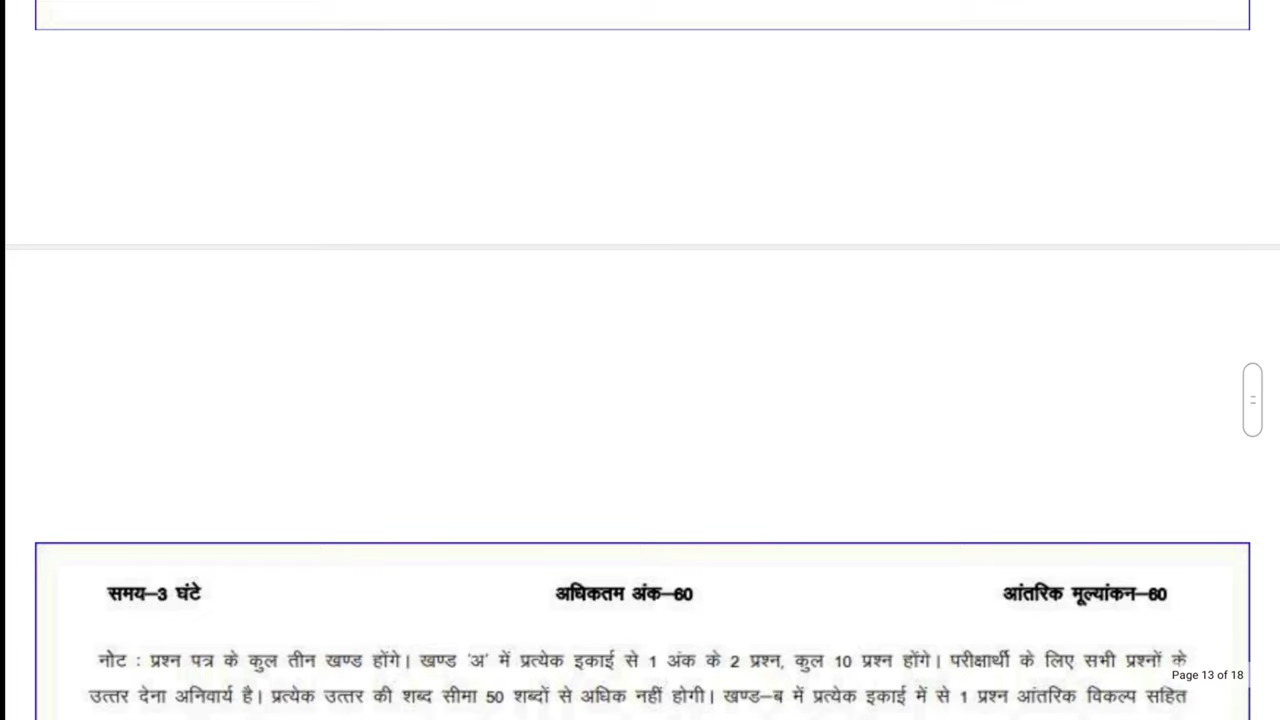 समय–3 घंटे अधिकतम अंक–60 आंतरिक मूल्यांकन–60
नोट : प्रश्न पत्र के कुल तीन खण्ड होंगे। खण्ड 'अ' में प्रत्येक इकाई से 1 अंक के 2 प्रश्न, कुल 10 प्रश्न होंगे। परीक्षार्थी के लिए सभी प्रश्नों के
Page 13 of 18
उत्तर देना अनिवार्य है। प्रत्येक उत्तर की शब्द सीमा 50 शब्दों से अधिक नहीं होगी। खण्ड–ब में प्रत्येक इकाई में से 1 प्रश्न आंतरिक विकल्प सहित